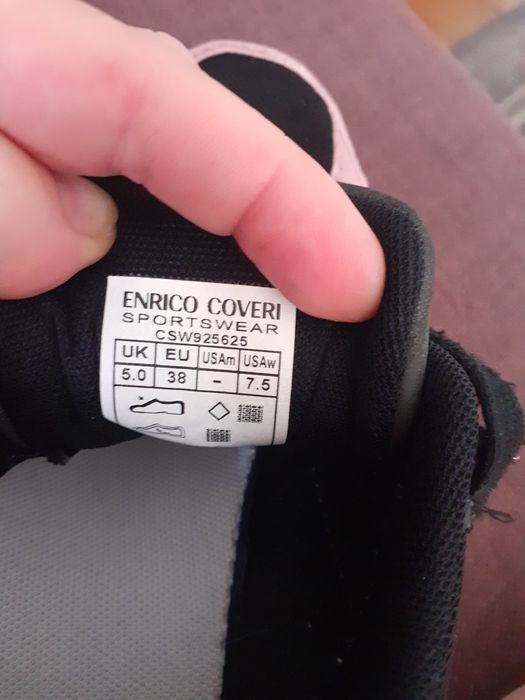 ENRICO COVERI
SPORTSWEAR
CSW925625
UK EU USAm USAw
5.0 38 - 7.5